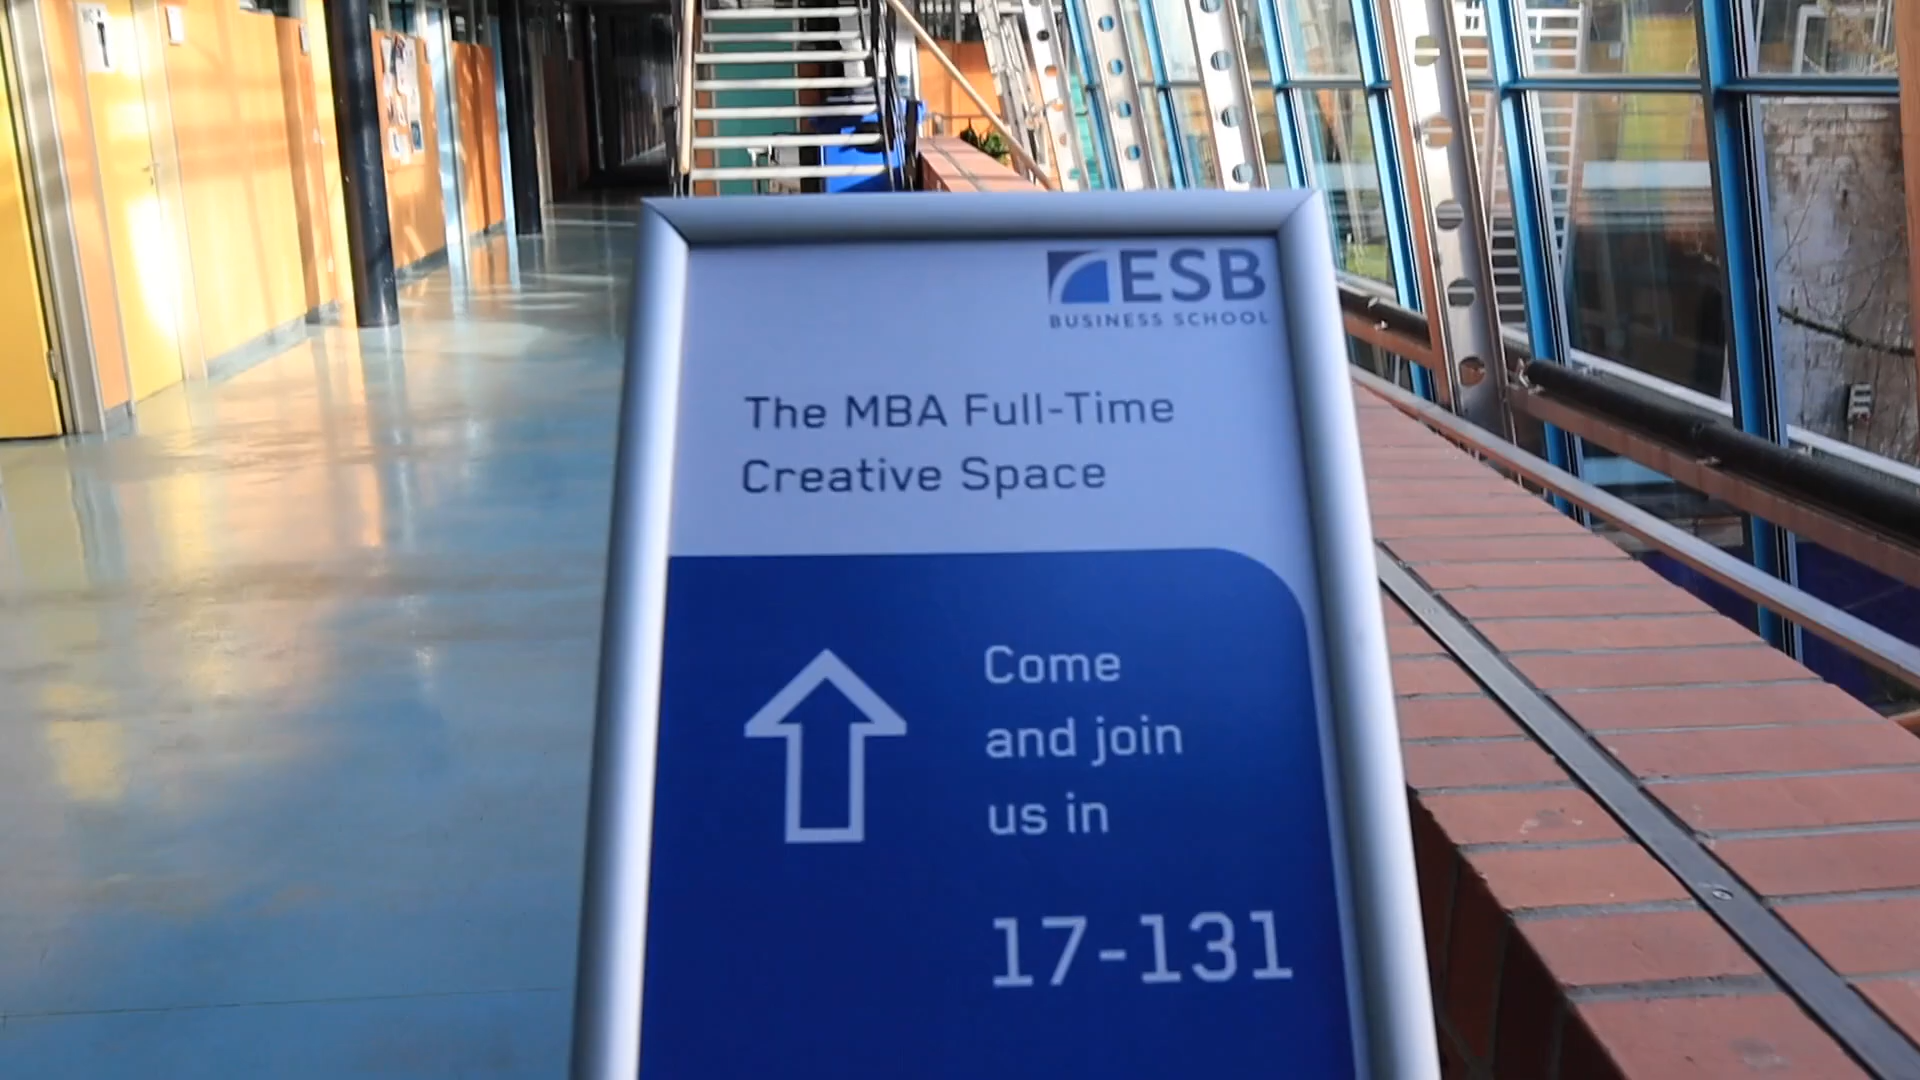 ESB
BUSINESS SCHOOL
The MBA Full-Time
Creative Space
Come
and join
us in
17-131